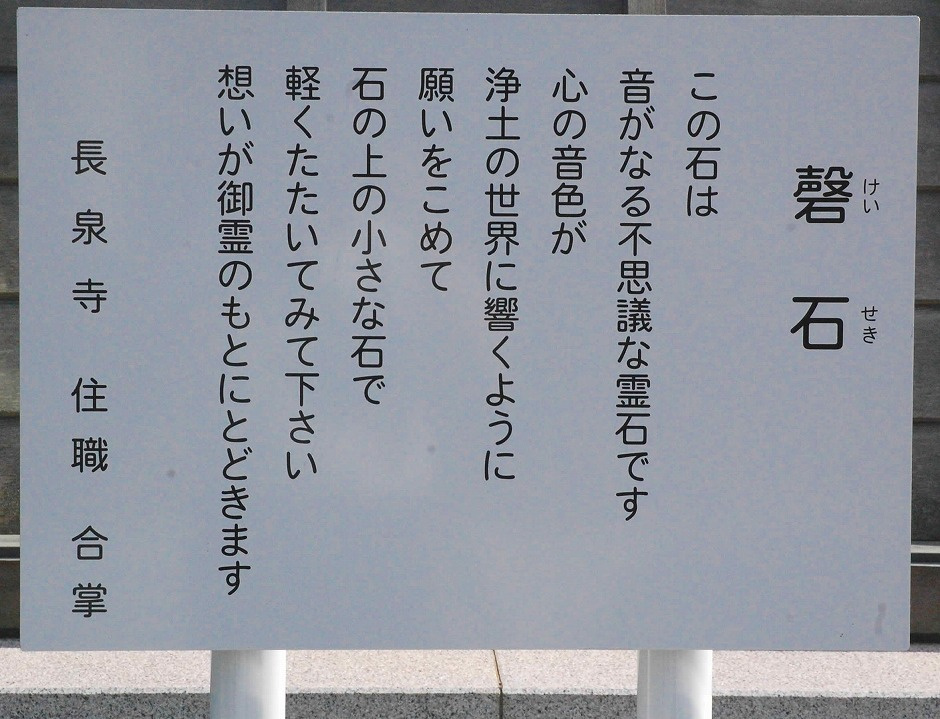 磬石
けいせき
この石は
音がなる不思議な霊石です
心の音色が
浄土の世界に響くように
願いをこめて
石の上の小さな石で
軽くたたいてみて下さい
想いが御霊のもとにとどきます
長泉寺 住職 合掌